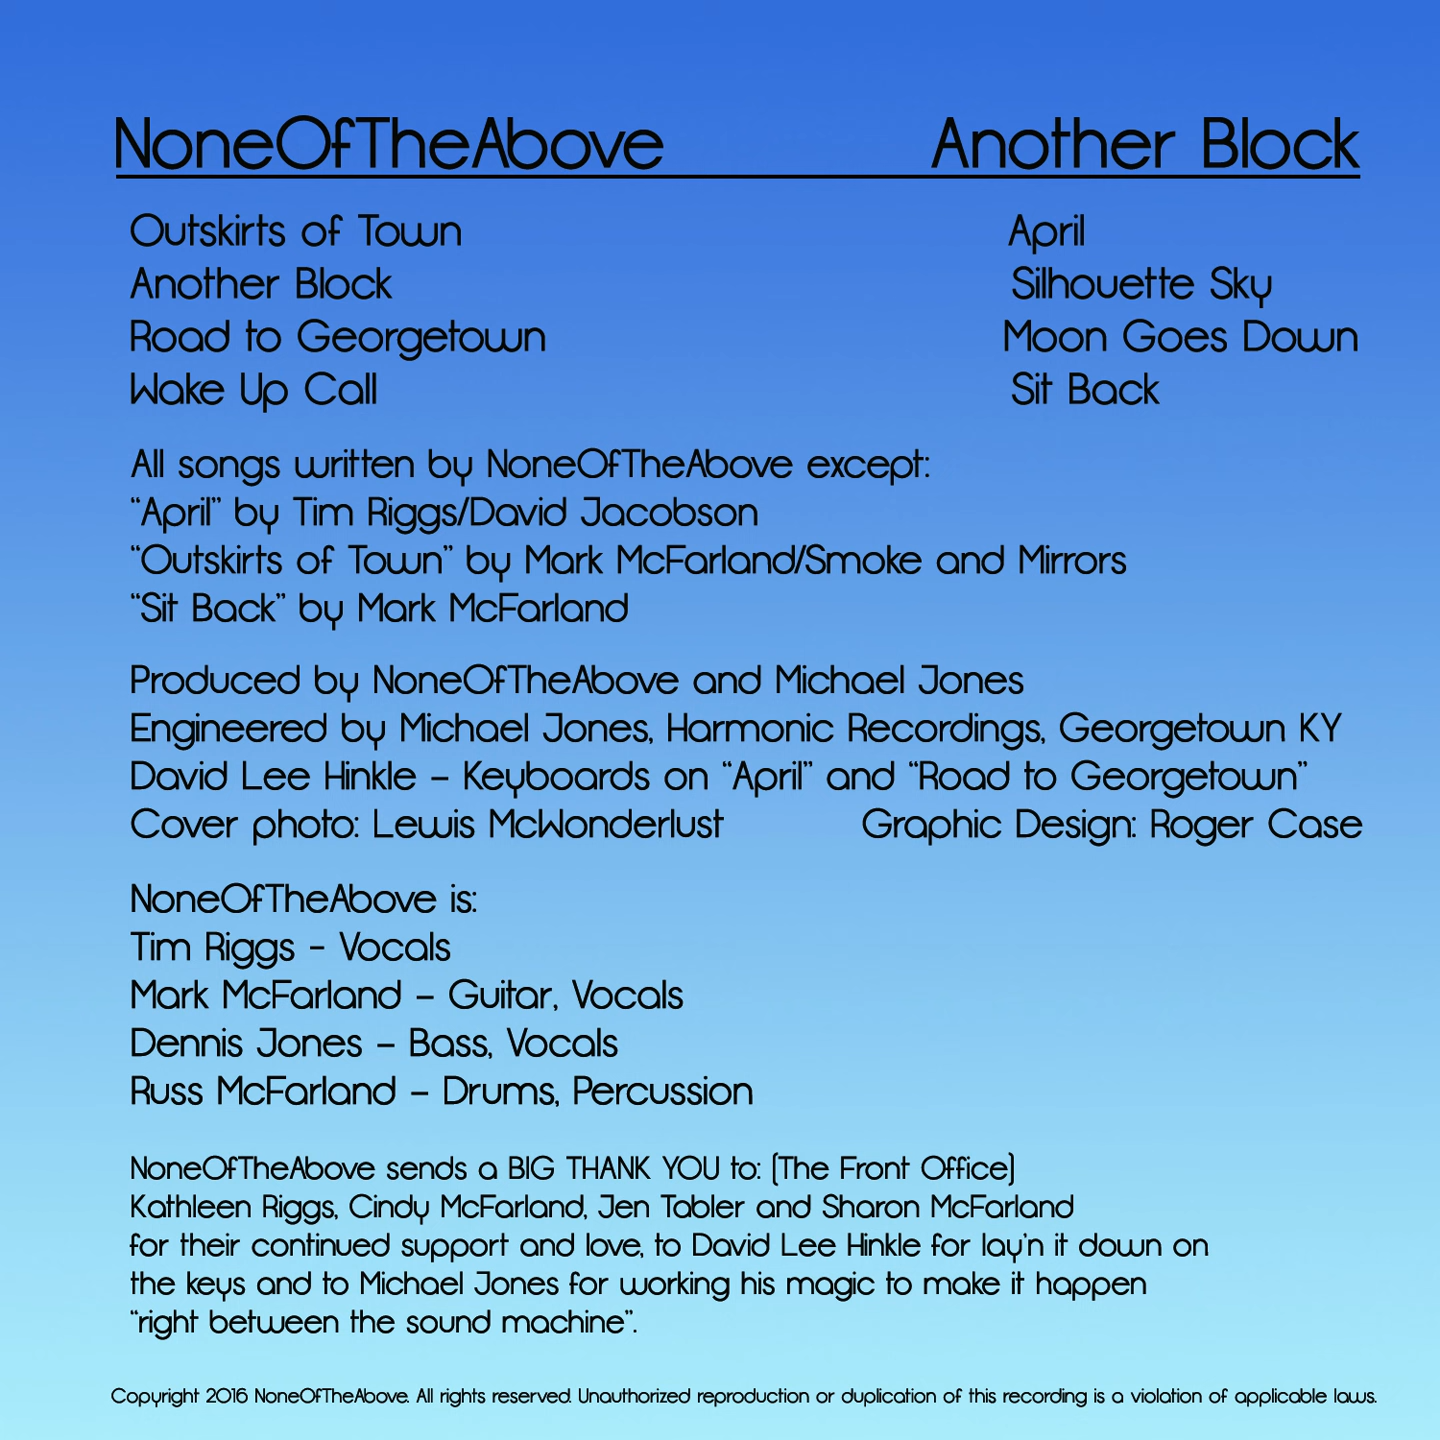 NoneOfTheAbove Another Block
Outskirts of Town April
Another Block Silhouette Sky
Road to Georgetown Moon Goes Down
Wake Up Call Sit Back
All songs written by NoneOfTheAbove except:
“April” by Tim Riggs/David Jacobson
“Outskirts of Town” by Mark McFarland/Smoke and Mirrors
“Sit Back” by Mark McFarland
Produced by NoneOfTheAbove and Michael Jones
Engineered by Michael Jones, Harmonic Recordings, Georgetown KY
David Lee Hinkle – Keyboards on “April” and “Road to Georgetown”
Cover photo: Lewis McWonderlust Graphic Design: Roger Case
NoneOfTheAbove is:
Tim Riggs - Vocals
Mark McFarland – Guitar, Vocals
Dennis Jones – Bass, Vocals
Russ McFarland – Drums, Percussion
NoneOfTheAbove sends a BIG THANK YOU to: (The Front Office)
Kathleen Riggs, Cindy McFarland, Jen Tabler and Sharon McFarland
for their continued support and love, to David Lee Hinkle for lay’n it down on
the keys and to Michael Jones for working his magic to make it happen
“right between the sound machine”.
Copyright 2016 NoneOfTheAbove. All rights reserved. Unauthorized reproduction or duplication of this recording is a violation of applicable laws.